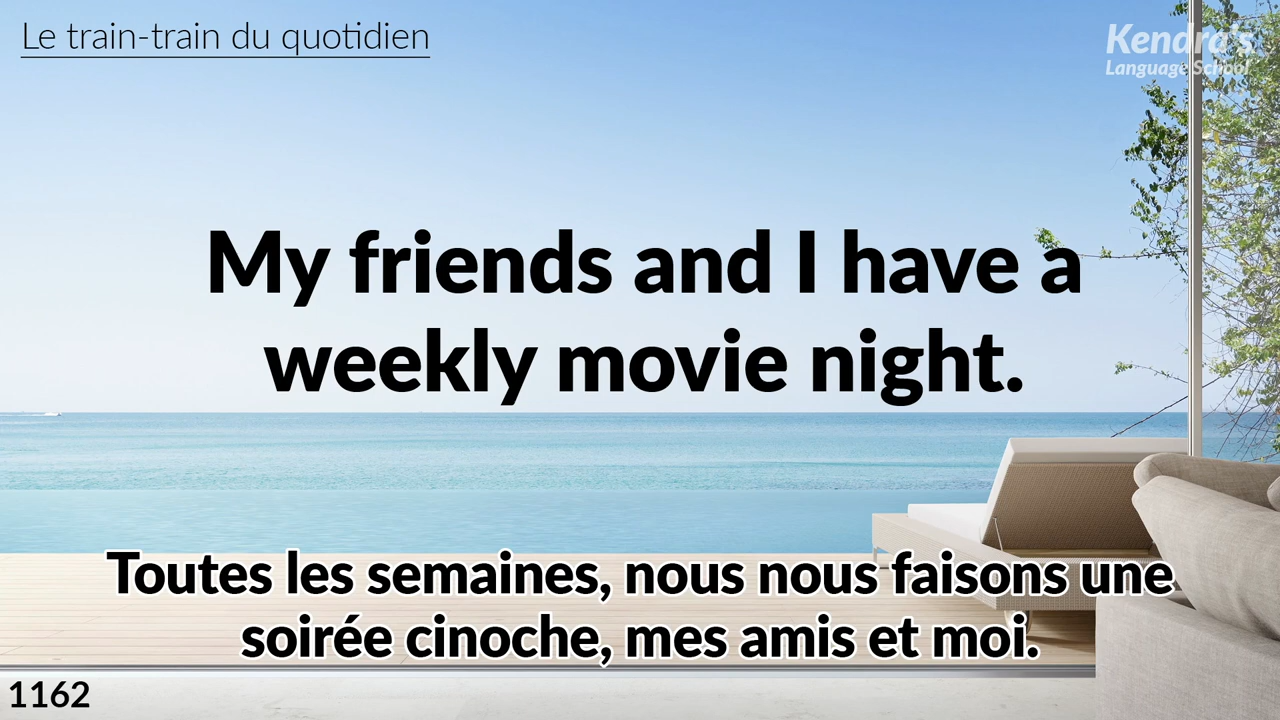 Le train-train du quotidien
Kendra's
Language School
My friends and I have a
weekly movie night.
Toutes les semaines, nous nous faisons une
soirée cinoche, mes amis et moi.
1162